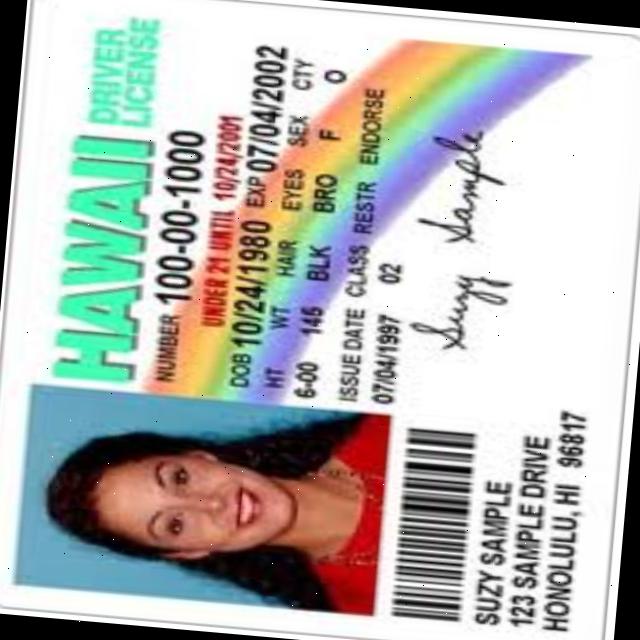 HAWAII DRIVER LICENSE
NUMBER 100-00-1000
UNDER 21 UNTIL 10/24/2001
DOB 10/24/1980 EXP 07/04/2002
HT WT HAIR EYES SEX CTY
6-00 145 BLK BRO F O
ISSUE DATE CLASS RESTR ENDORSE
07/04/1997 02
Suzy Sample
SUZY SAMPLE
123 SAMPLE DRIVE
HONOLULU, HI 96817